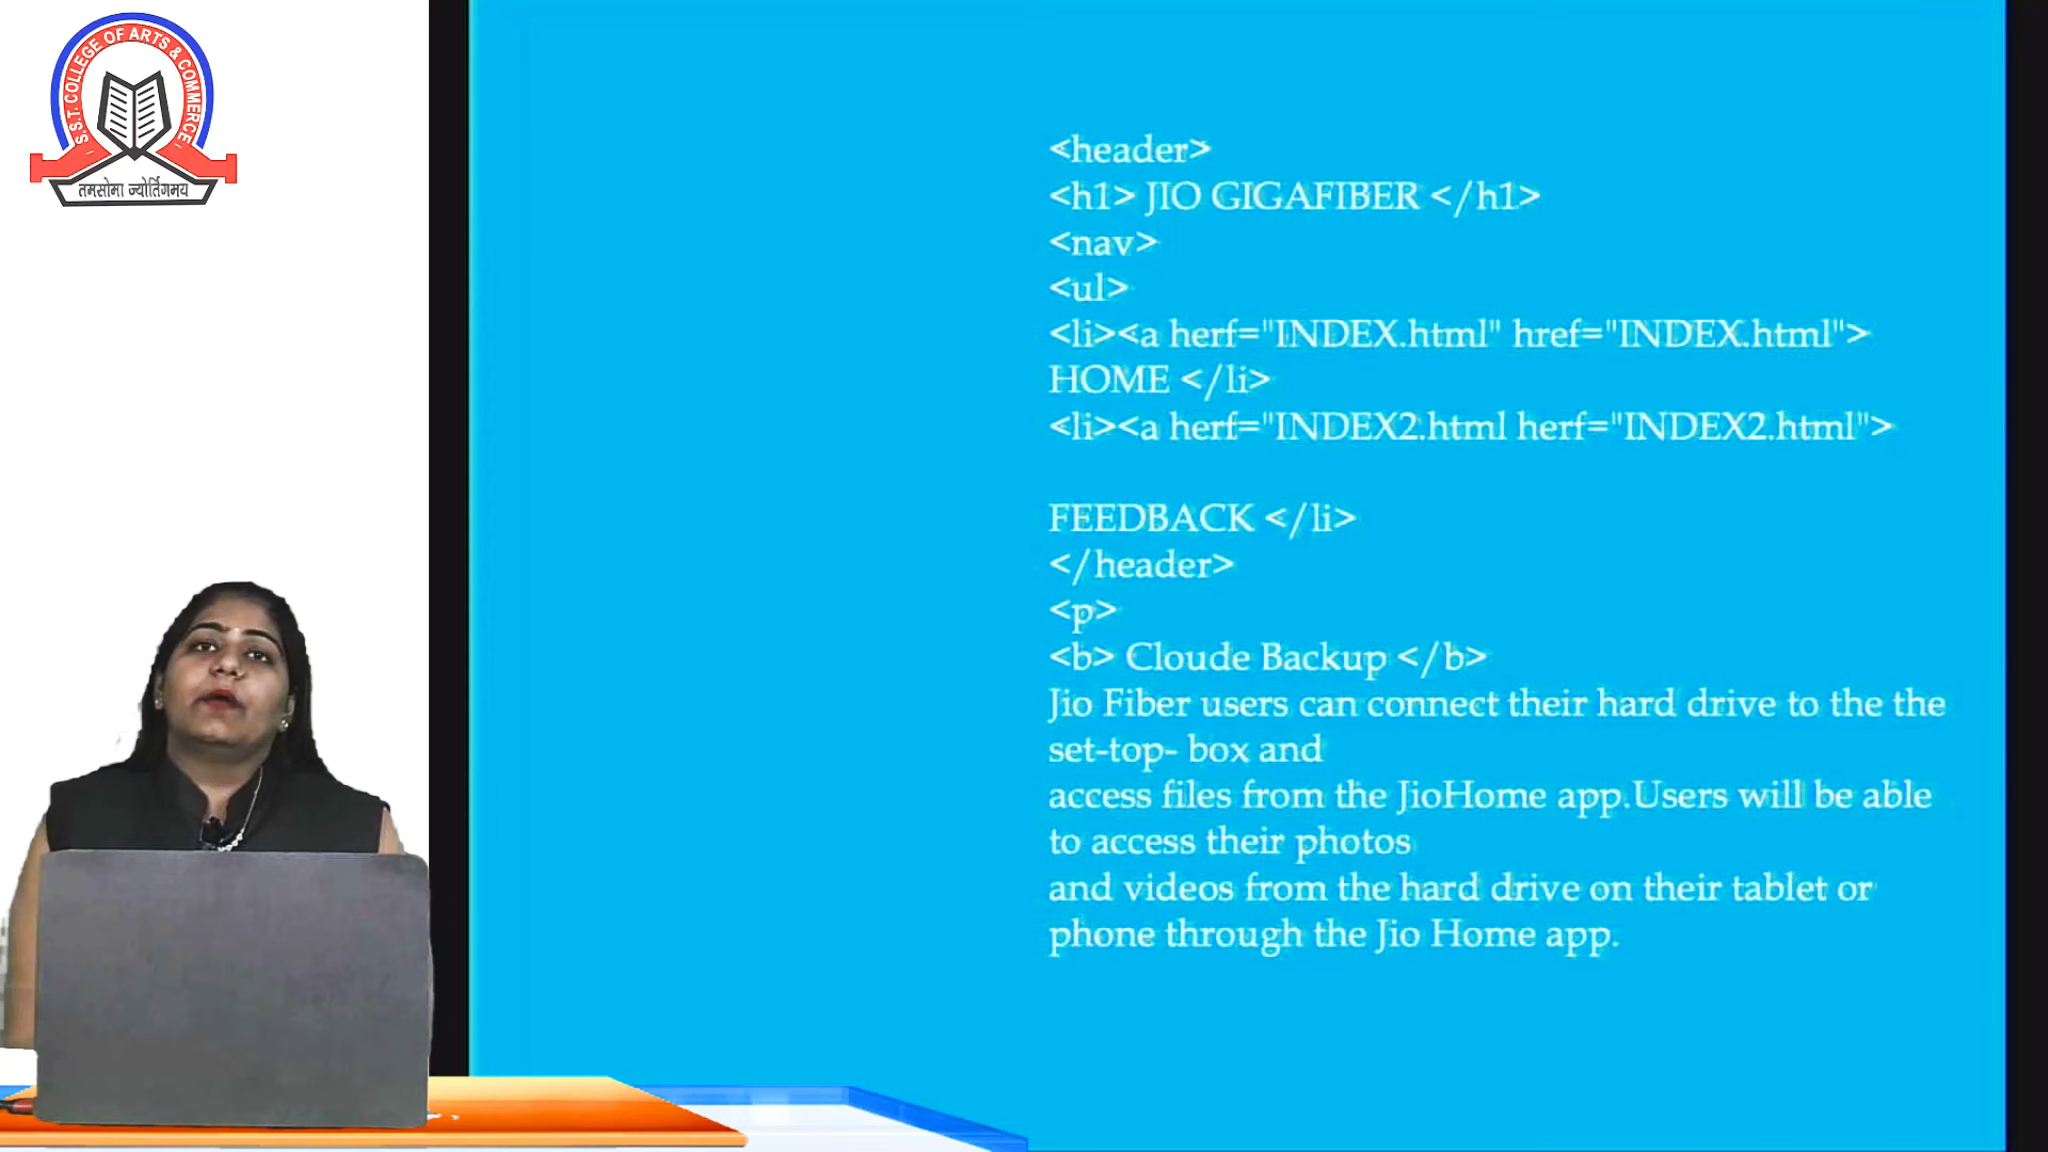 S.S.T. COLLEGE OF ARTS & COMMERCE
तमसोमा ज्योर्तिगमय
<header>
<h1> JIO GIGAFIBER </h1>
<nav>
<ul>
<li><a herf="INDEX.html" href="INDEX.html">
HOME </li>
<li><a herf="INDEX2.html herf="INDEX2.html">
FEEDBACK </li>
</header>
<p>
<b> Cloude Backup </b>
Jio Fiber users can connect their hard drive to the the
set-top- box and
access files from the JioHome app.Users will be able
to access their photos
and videos from the hard drive on their tablet or
phone through the Jio Home app.